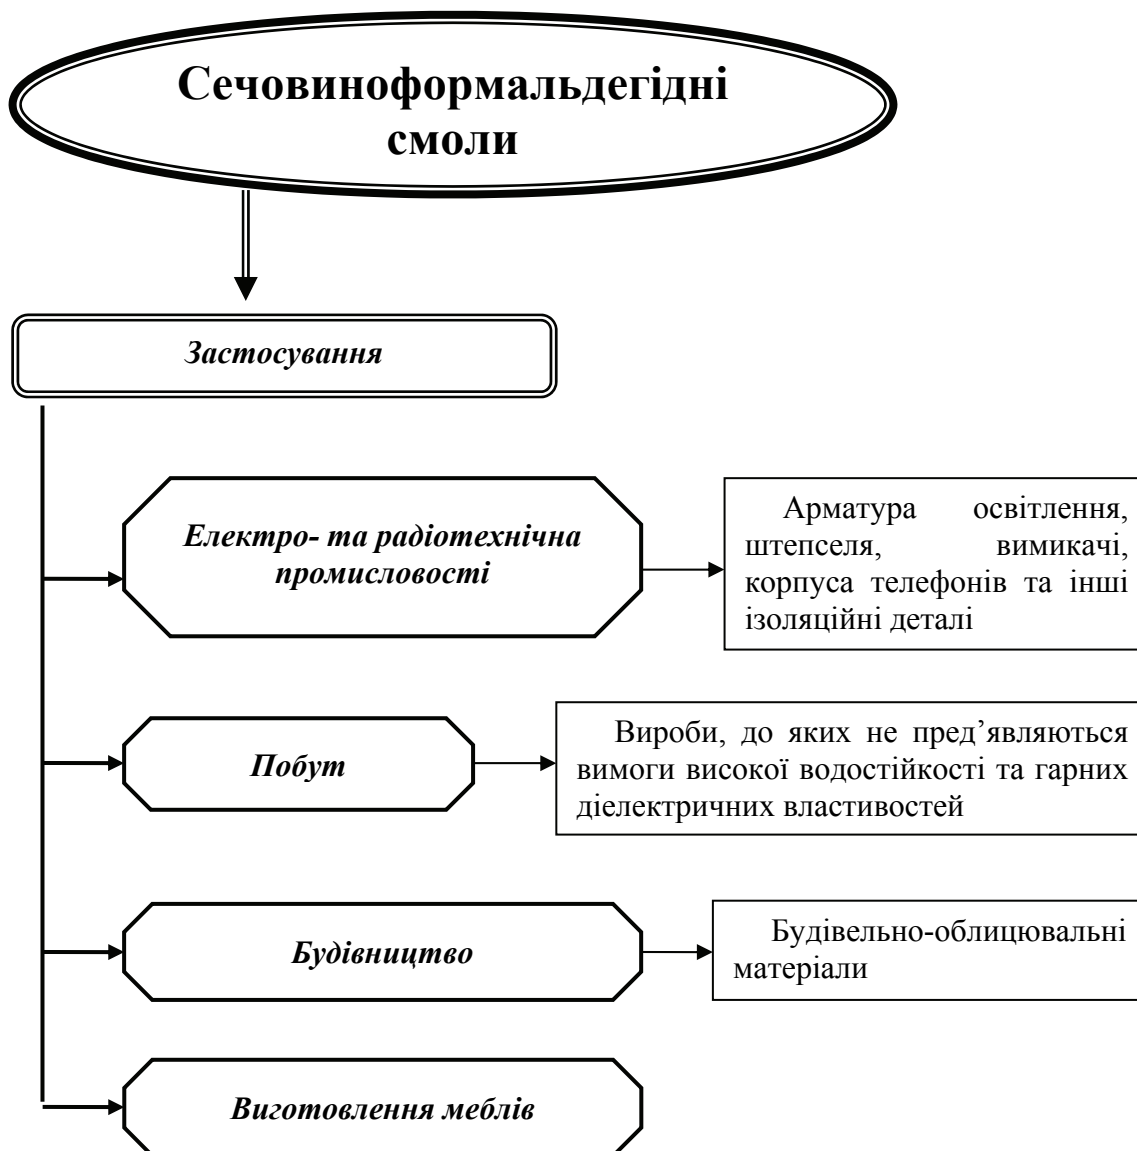 Сечовиноформальдегідні
смоли
Застосування
Електро- та радіотехнічна
промисловості
Арматура освітлення,
штепселя, вимикачі,
корпуса телефонів та інші
ізоляційні деталі
Побут
Вироби, до яких не пред’являються
вимоги високої водостійкості та гарних
діелектричних властивостей
Будівництво
Будівельно-облицювальні
матеріали
Виготовлення меблів